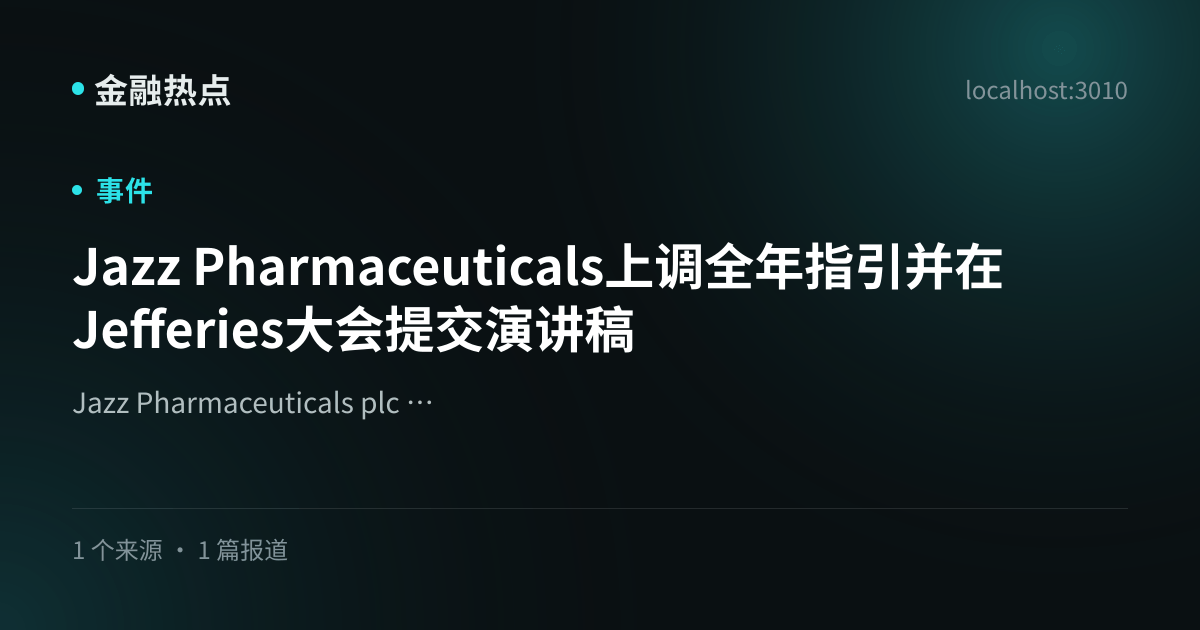 金融热点
localhost:3010
事件
Jazz Pharmaceuticals上调全年指引并在
Jefferies大会提交演讲稿
Jazz Pharmaceuticals plc …
1 个来源 · 1 篇报道